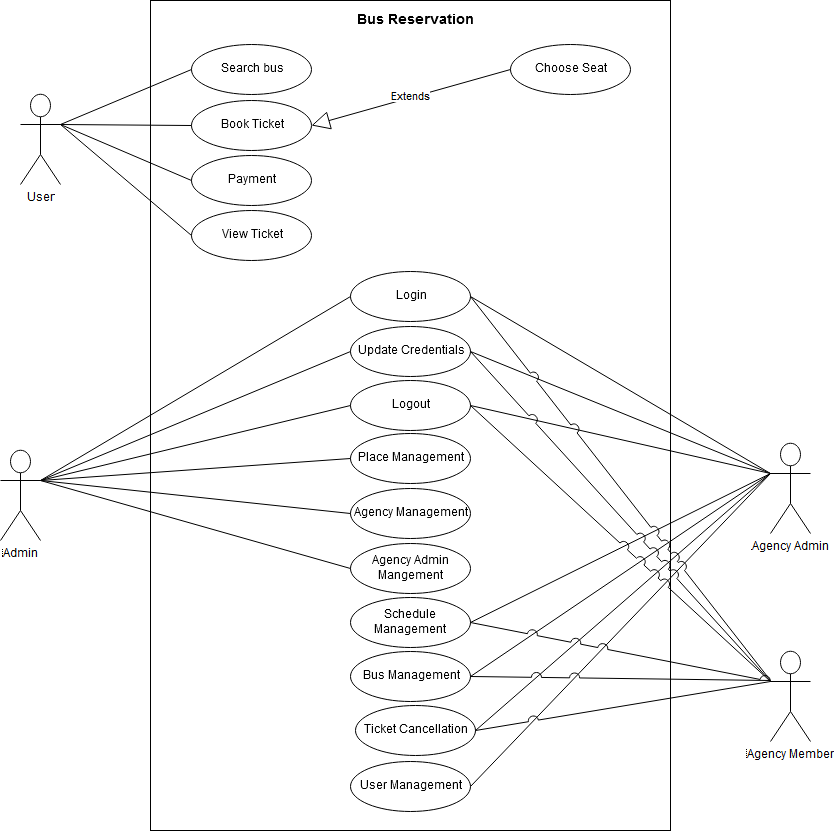 Bus Reservation
Search bus
Choose Seat
Extends
Book Ticket
Payment
User
View Ticket
Login
Update Credentials
Logout
Place Management
Agency Management
Admin
Agency Admin
Agency Admin
Mangement
Schedule
Management
Bus Management
Ticket Cancellation
Agency Member
User Management